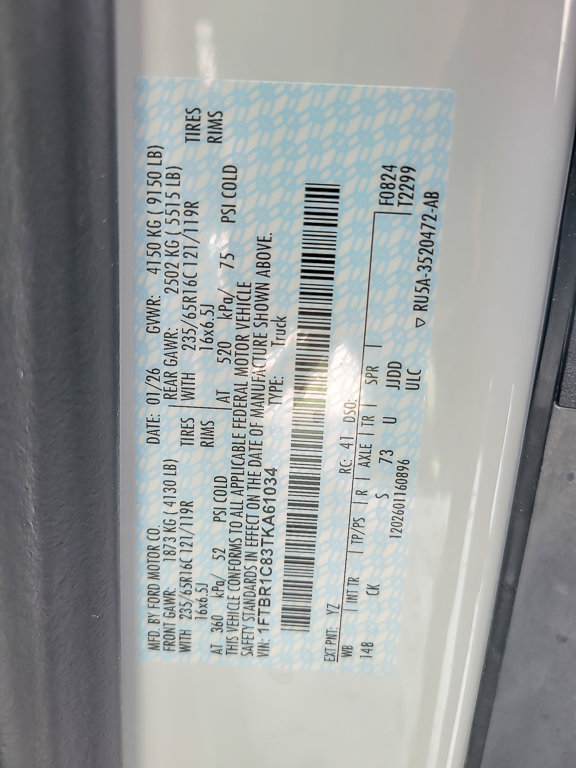 MFD. BY FORD MOTOR CO. DATE: 01/26 GVWR: 4150 KG ( 9150 LB)
FRONT GAWR: 1873 KG ( 4130 LB) REAR GAWR: 2502 KG ( 5515 LB)
WITH 235/65R16C 121/119R TIRES WITH 235/65R16C 121/119R TIRES
16x6.5J RIMS 16x6.5J RIMS
AT 360 kPa/ 52 PSI COLD AT 520 kPa/ 75 PSI COLD
THIS VEHICLE CONFORMS TO ALL APPLICABLE FEDERAL MOTOR VEHICLE
SAFETY STANDARDS IN EFFECT ON THE DATE OF MANUFACTURE SHOWN ABOVE.
VIN: 1FTBR1C83TKA61034 TYPE: Truck
EXT PNT: YZ RC: 41 DSO: F0824
WB INT TR TP/PS R AXLE TR SPR T2299
148 CK S 73 U JJDD
1202601160896 ULC
▽ RU5A-3520472-AB